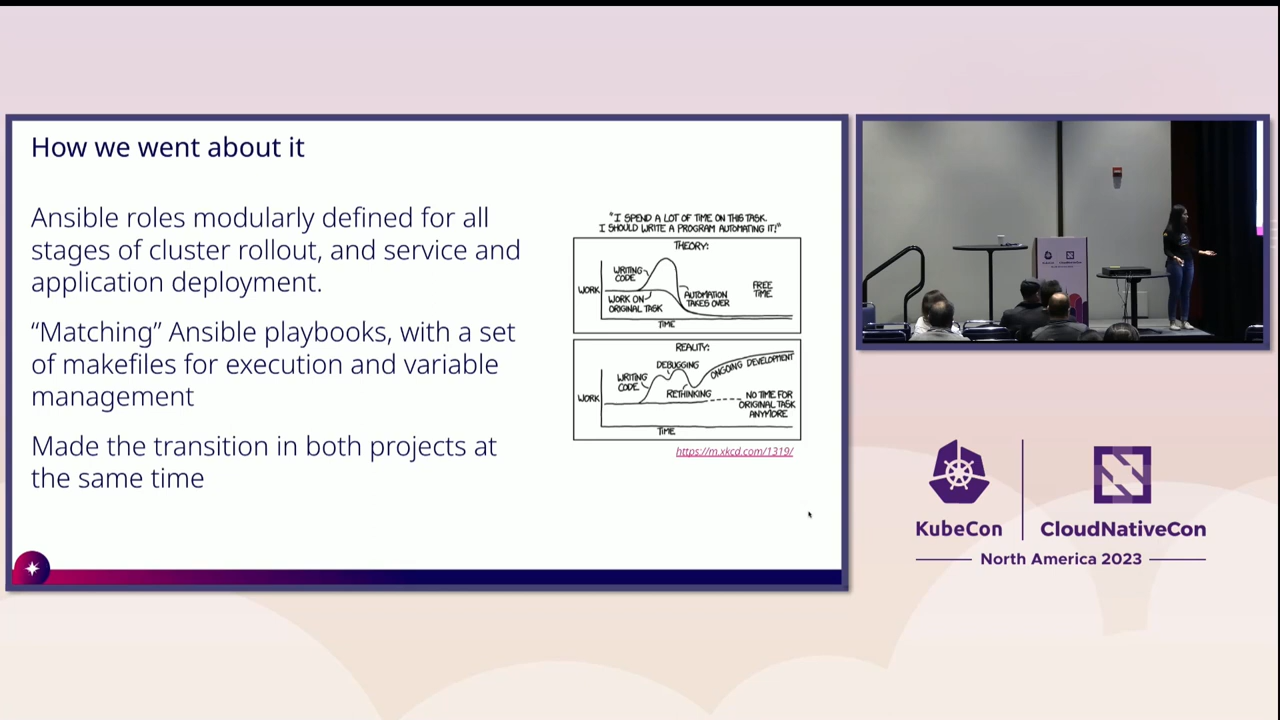 How we went about it
Ansible roles modularly defined for all
stages of cluster rollout, and service and
application deployment.
“Matching” Ansible playbooks, with a set
of makefiles for execution and variable
management
Made the transition in both projects at
the same time
"I SPEND A LOT OF TIME ON THIS TASK.
I SHOULD WRITE A PROGRAM AUTOMATING IT!"
THEORY:
WRITING
CODE
WORK
WORK ON
ORIGINAL TASK
AUTOMATION
TAKES OVER
FREE
TIME
TIME
REALITY:
WRITING
CODE
DEBUGGING
RETHINKING
ONGOING DEVELOPMENT
WORK
NO TIME FOR
ORIGINAL TASK
ANYMORE
TIME
https://m.xkcd.com/1319/
KubeCon
CloudNativeCon
North America 2023